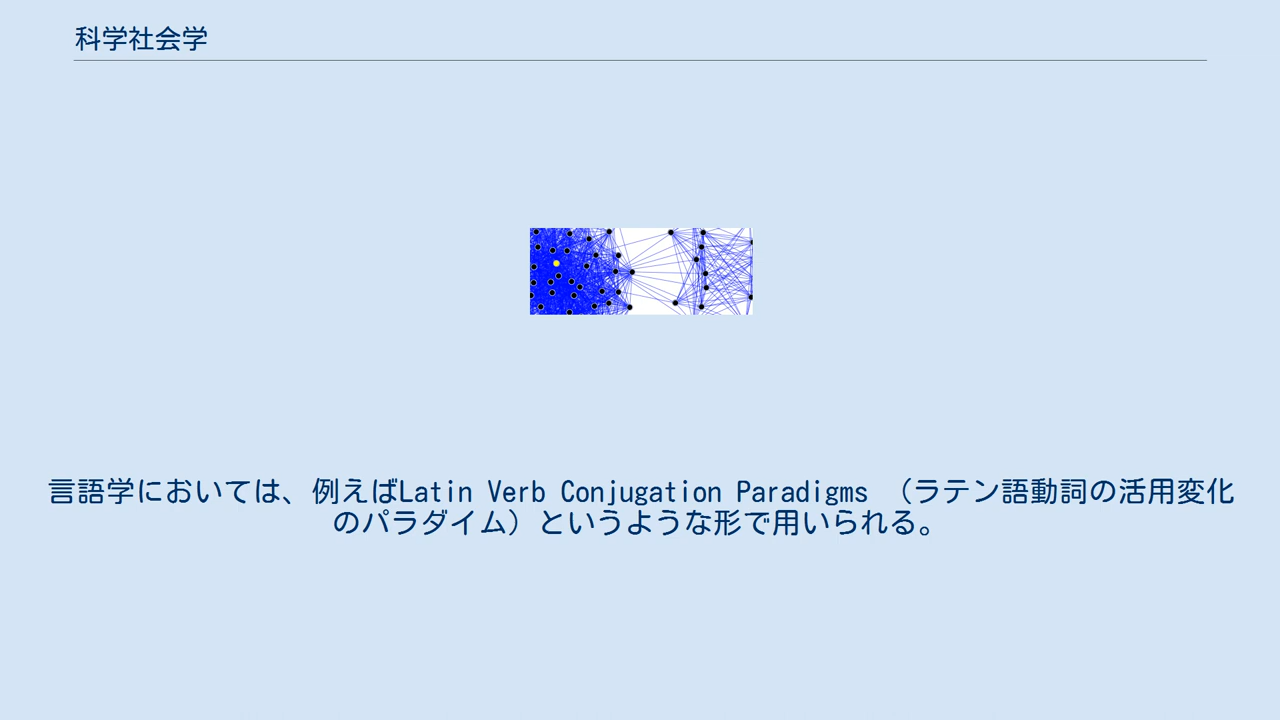 科学社会学
言語学においては、例えばLatin Verb Conjugation Paradigms （ラテン語動詞の活用変化
のパラダイム）というような形で用いられる。